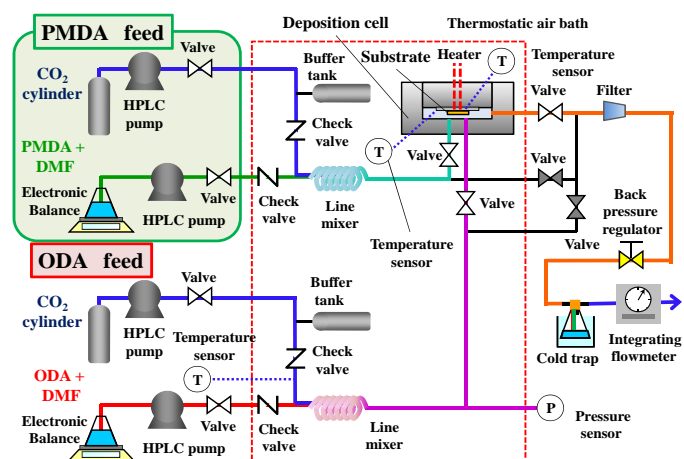 PMDA feed
CO2
cylinder
HPLC
pump
Valve
Buffer
tank
Check
valve
PMDA +
DMF
Electronic
Balance
HPLC pump
Valve
Check
valve
Line
mixer
Deposition cell
Thermostatic air bath
Substrate
Heater
T
Temperature
sensor
Valve
Filter
T
Valve
Valve
Valve
Valve
Temperature
sensor
Back
pressure
regulator
Cold trap
Integrating
flowmeter
ODA feed
CO2
cylinder
HPLC
pump
Valve
Temperature
sensor
T
Buffer
tank
Check
valve
ODA +
DMF
Electronic
Balance
HPLC pump
Valve
Check
valve
Line
mixer
P
Pressure
sensor